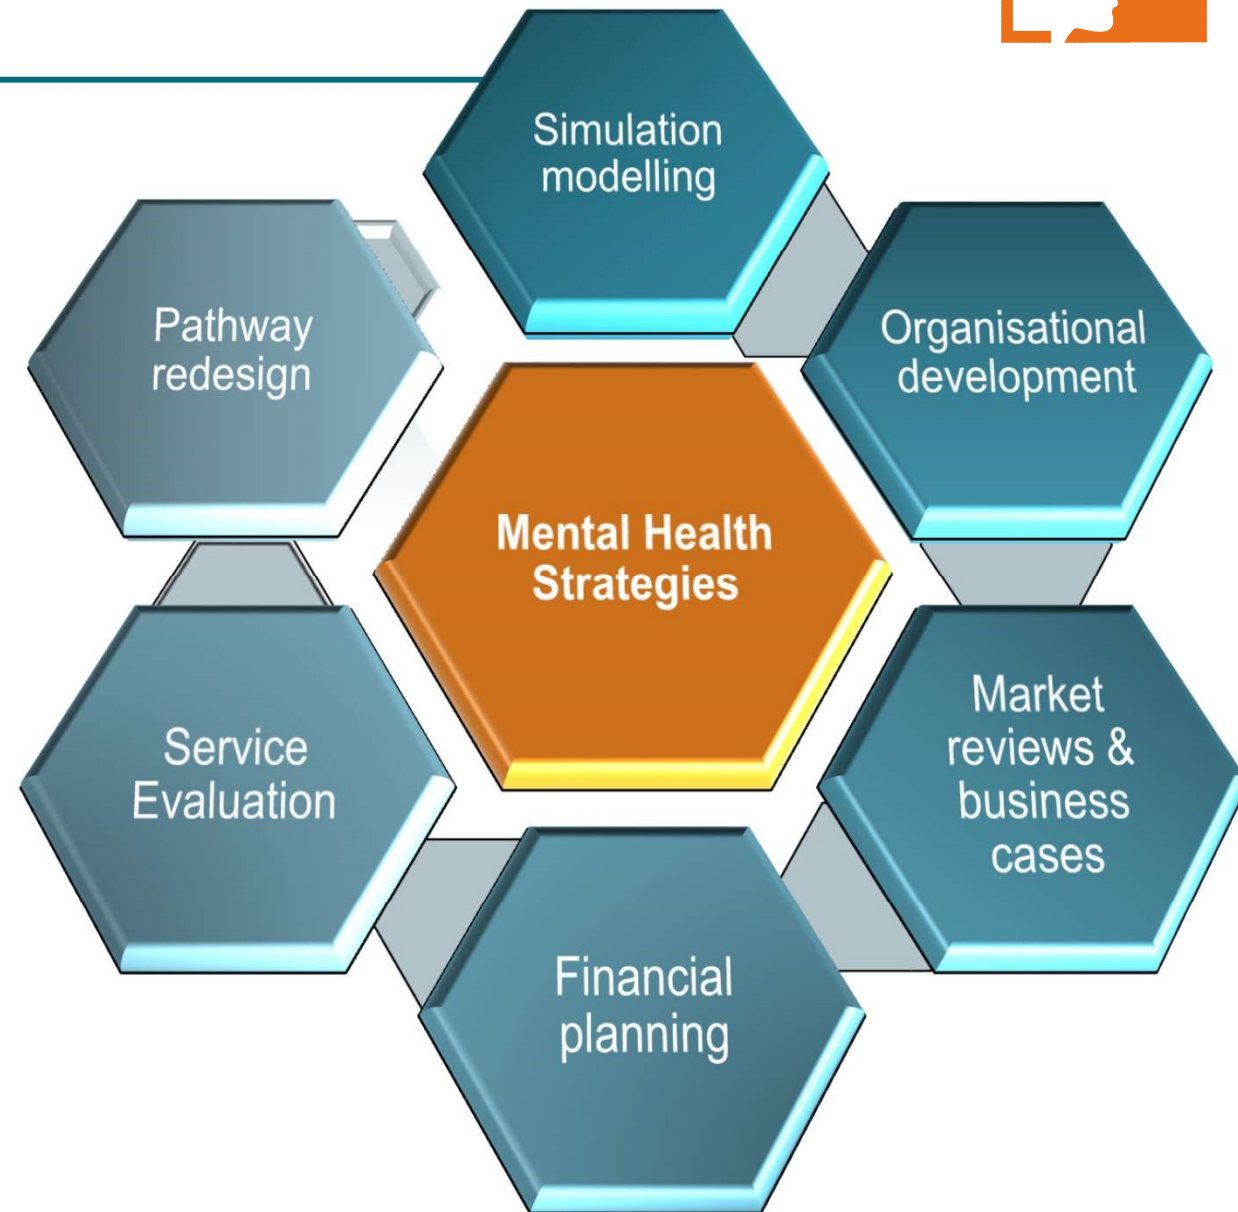 Simulation
modelling
Organisational
development
Market
reviews &
business
cases
Financial
planning
Service
Evaluation
Pathway
redesign
Mental Health
Strategies